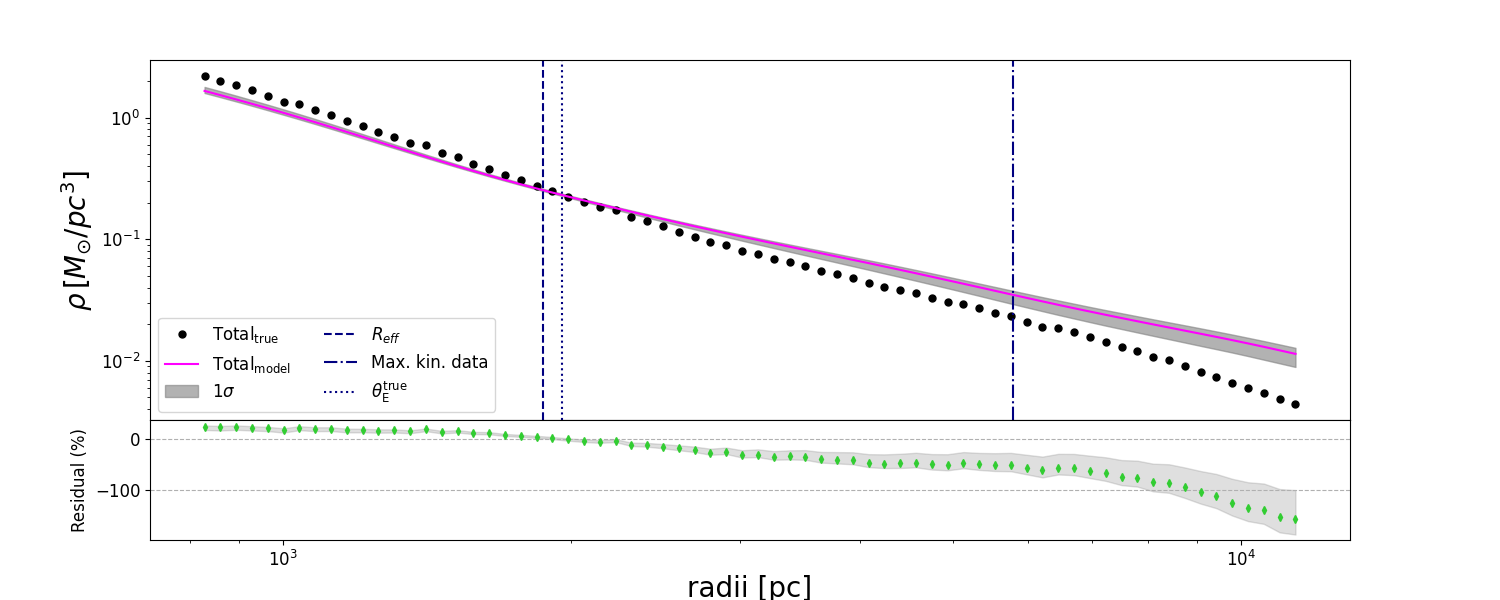 10⁰
10⁻¹
10⁻²
ρ [M⊙/pc³]
Total_true
Total_model
1σ
R_eff
Max. kin. data
θ_E^true
0
−100
Residual (%)
10³
10⁴
radii [pc]